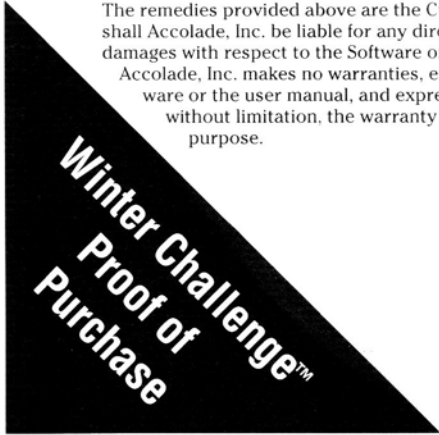 The remedies provided above are the C
shall Accolade, Inc. be liable for any dire
damages with respect to the Software o
Accolade, Inc. makes no warranties, e
ware or the user manual, and expre
without limitation, the warranty
purpose.
Winter Challenge™
Proof of
Purchase